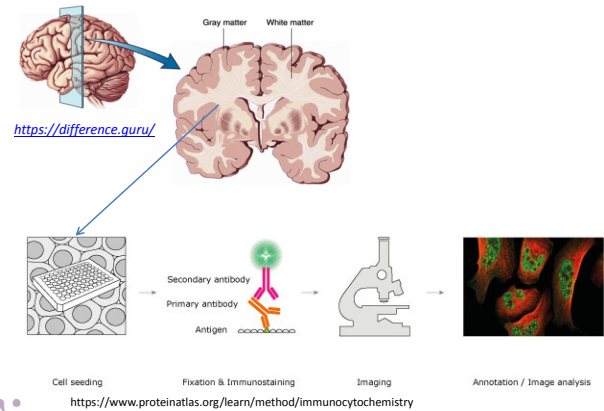 Gray matter
White matter
https://difference.guru/
Secondary antibody
Primary antibody
Antigen
Cell seeding
Fixation & Immunostaining
Imaging
Annotation / Image analysis
https://www.proteinatlas.org/learn/method/immunocytochemistry